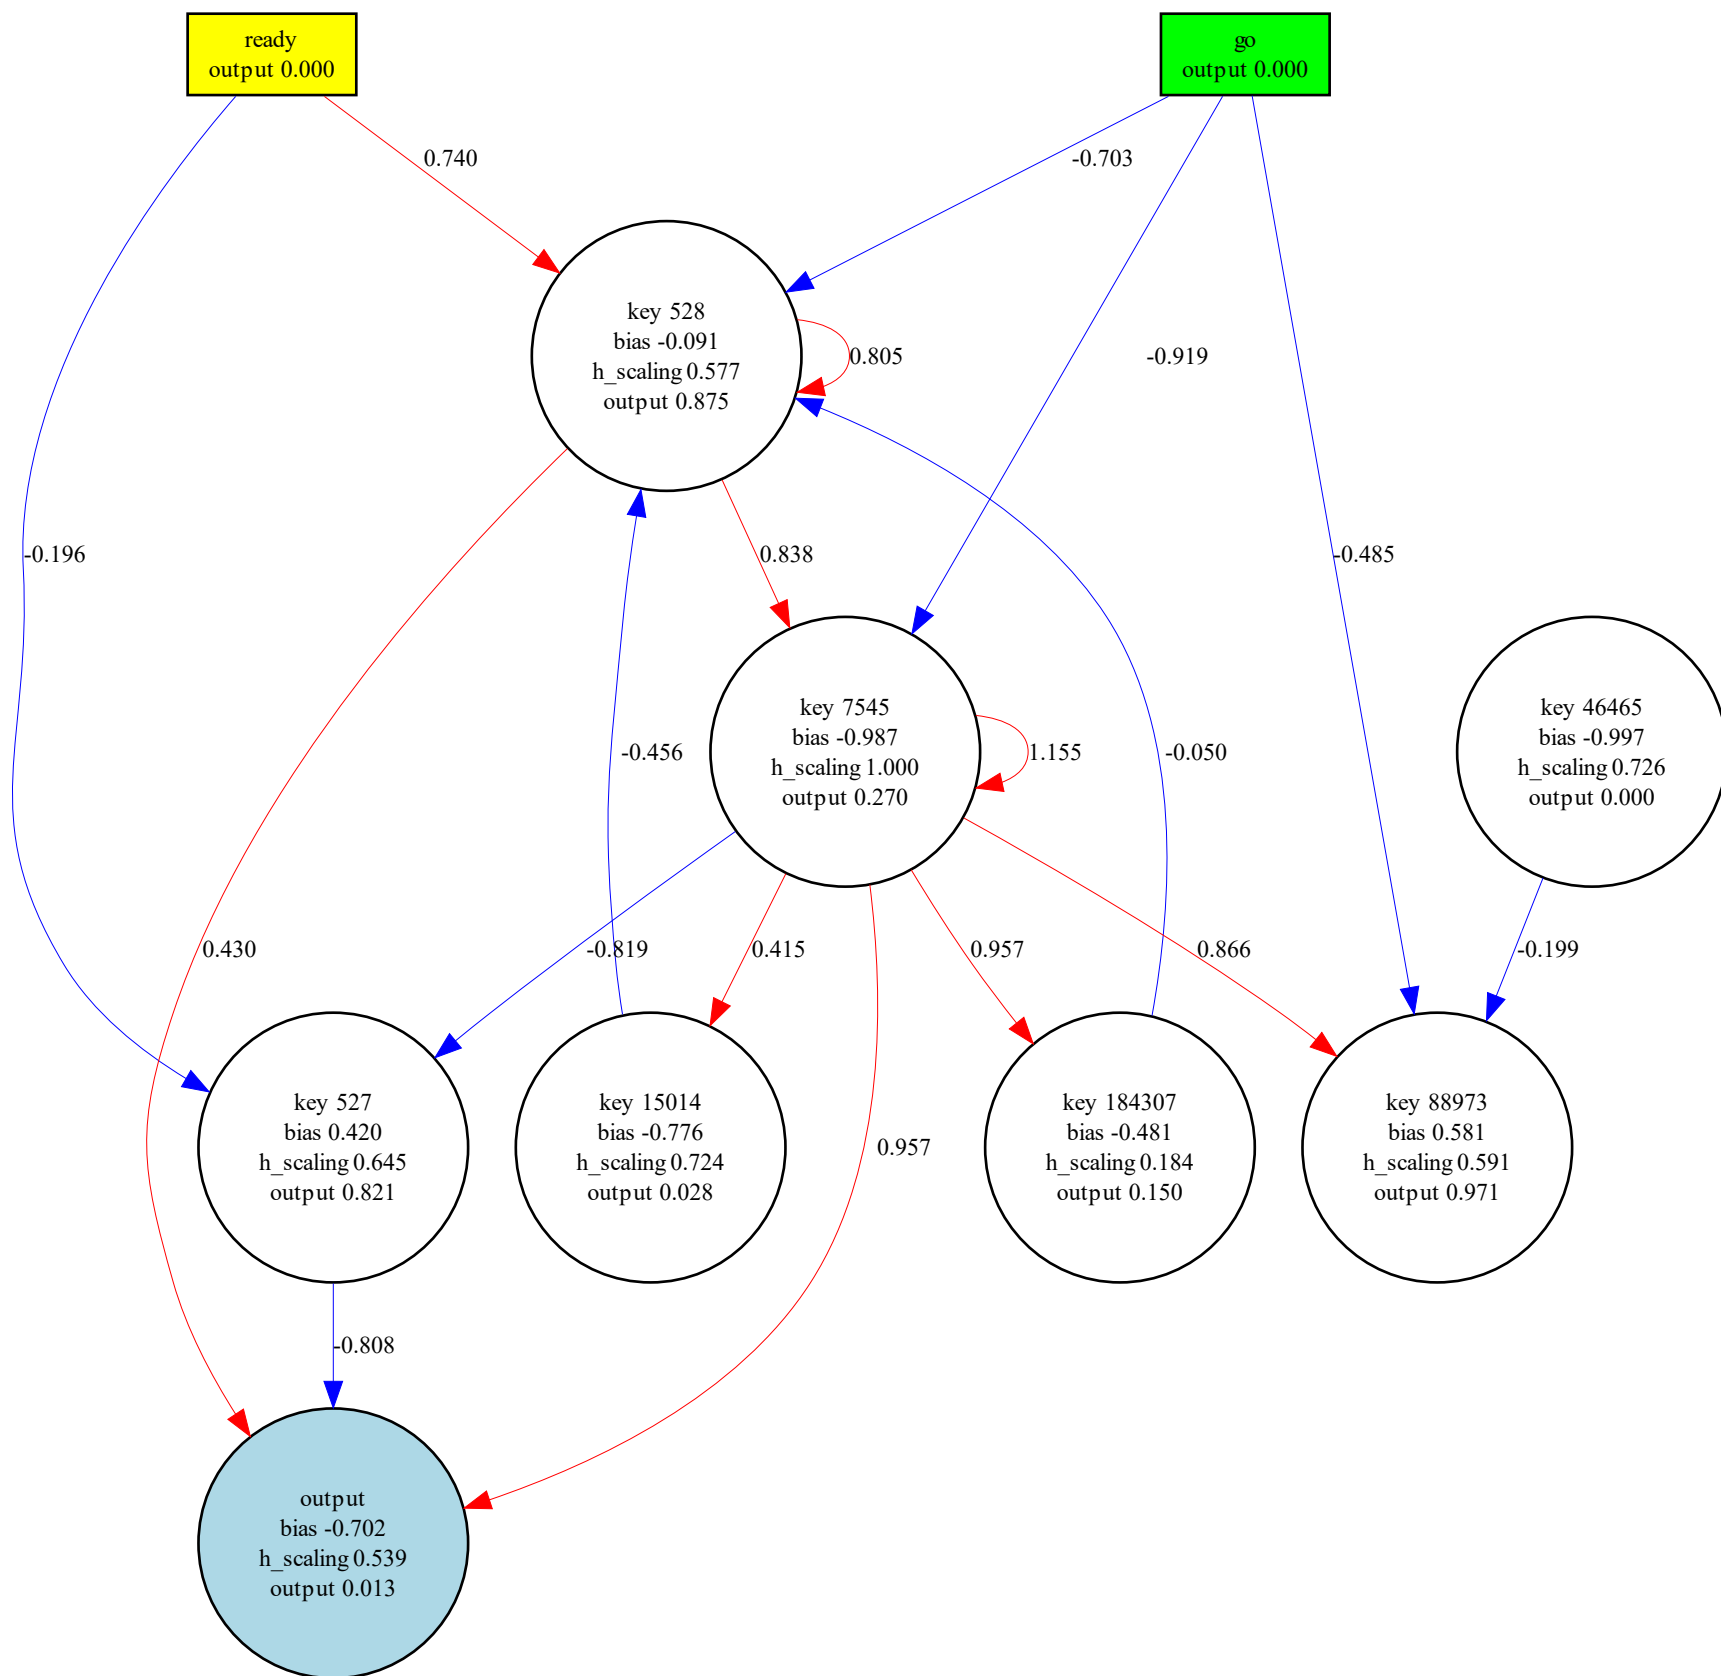 ready
output 0.000
go
output 0.000
0.740
-0.703
key 528
bias -0.091
h_scaling 0.577
output 0.875
0.805
-0.919
-0.196
0.838
-0.485
key 7545
bias -0.987
h_scaling 1.000
output 0.270
1.155
-0.456
-0.050
key 46465
bias -0.997
h_scaling 0.726
output 0.000
0.430
-0.819
0.415
0.957
0.866
-0.199
key 527
bias 0.420
h_scaling 0.645
output 0.821
key 15014
bias -0.776
h_scaling 0.724
output 0.028
0.957
key 184307
bias -0.481
h_scaling 0.184
output 0.150
key 88973
bias 0.581
h_scaling 0.591
output 0.971
-0.808
output
bias -0.702
h_scaling 0.539
output 0.013